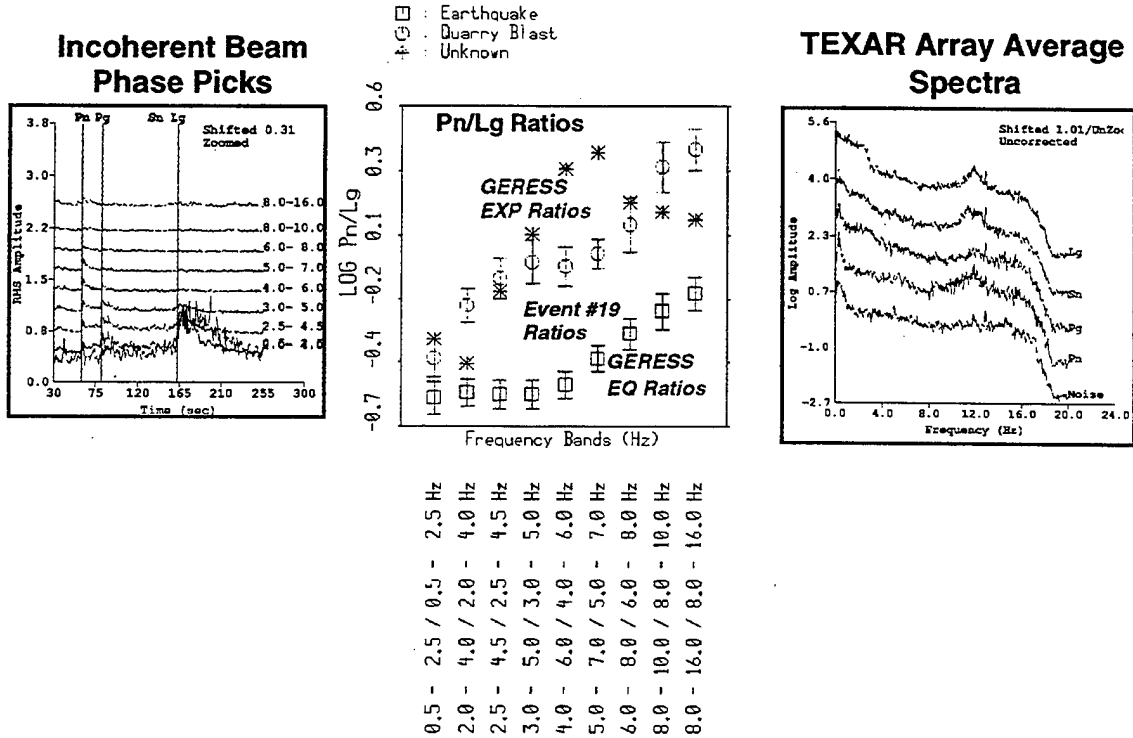 ☐ : Earthquake
○ : Quarry Blast
* : Unknown
Incoherent Beam
Phase Picks
Pn Pg Sn Lg
Shifted 0.31
Zoomed
3.8
3.0
2.2
1.5
0.8
0.0
RMS Amplitude
8.0-16.0
8.0-10.0
6.0- 8.0
5.0- 7.0
4.0- 6.0
3.0- 5.0
2.5- 4.5
30 75 120 165 210 255 300
Time (sec)
Pn/Lg Ratios
0.6
0.3
0.1
-0.2
-0.4
-0.7
LOG Pn/Lg
GERESS
EXP Ratios
Event #19
Ratios
GERESS
EQ Ratios
Frequency Bands (Hz)
0.5 - 2.5 / 0.5 - 2.5 Hz
2.0 - 4.0 / 2.0 - 4.0 Hz
2.5 - 4.5 / 2.5 - 4.5 Hz
3.0 - 5.0 / 3.0 - 5.0 Hz
4.0 - 6.0 / 4.0 - 6.0 Hz
5.0 - 7.0 / 5.0 - 7.0 Hz
6.0 - 8.0 / 6.0 - 8.0 Hz
8.0 - 10.0 / 8.0 - 10.0 Hz
8.0 - 16.0 / 8.0 - 16.0 Hz
TEXAR Array Average
Spectra
Shifted 1.01/UnZoo
Uncorrected
5.6
4.0
2.3
0.7
-1.0
-2.7
Log Amplitude
Lg
Sn
Pg
Pn
Noise
0.0 4.0 8.0 12.0 16.0 20.0 24.0
Frequency (Hz)